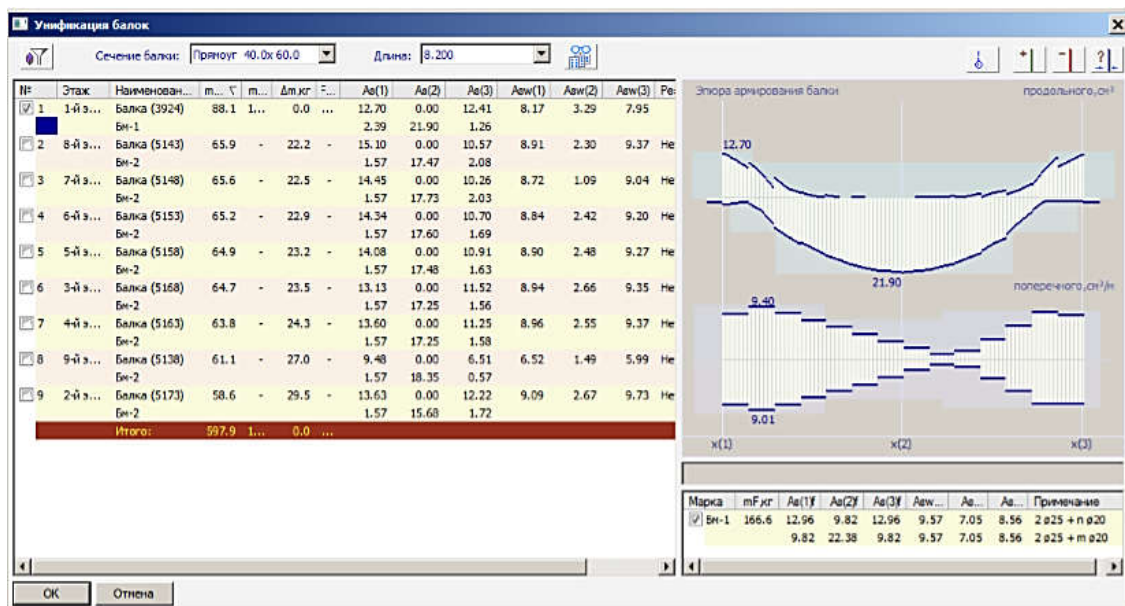 Унификация балок
Сечение балки: Прямоуг 40.0x 60.0 Длина: 8.200
№ Этаж Наименован... m... m... Δm,кг F... As(1) As(2) As(3) Asw(1) Asw(2) Asw(3) Ре
1 1-й э... Балка (3924) 88.1 1... 0.0 ... 12.70 0.00 12.41 8.17 3.29 7.95
Бм-1 2.39 21.90 1.26
2 8-й э... Балка (5143) 65.9 - 22.2 - 15.10 0.00 10.57 8.91 2.30 9.37 Не
Бм-2 1.57 17.47 2.08
3 7-й э... Балка (5148) 65.6 - 22.5 - 14.45 0.00 10.26 8.72 1.09 9.04 Не
Бм-2 1.57 17.73 2.03
4 6-й э... Балка (5153) 65.2 - 22.9 - 14.34 0.00 10.70 8.84 2.42 9.20 Не
Бм-2 1.57 17.60 1.69
5 5-й э... Балка (5158) 64.9 - 23.2 - 14.08 0.00 10.91 8.90 2.48 9.27 Не
Бм-2 1.57 17.48 1.63
6 3-й э... Балка (5168) 64.7 - 23.5 - 13.13 0.00 11.52 8.94 2.66 9.35 Не
Бм-2 1.57 17.25 1.56
7 4-й э... Балка (5163) 63.8 - 24.3 - 13.60 0.00 11.25 8.96 2.55 9.37 Не
Бм-2 1.57 17.25 1.58
8 9-й э... Балка (5138) 61.1 - 27.0 - 9.48 0.00 6.51 6.52 1.49 5.99 Не
Бм-2 1.57 18.35 0.57
9 2-й э... Балка (5173) 58.6 - 29.5 - 13.63 0.00 12.22 9.09 2.67 9.73 Не
Бм-2 1.57 15.68 1.72
Итого: 597.9 1... 0.0 ...
Эпюра армирования балки продольного,см²
12.70
21.90
поперечного,см²/м
9.40
9.01
x(1) x(2) x(3)
Марка mF,кг As(1)f As(2)f As(3)f Asw... As... As... Примечание
Бм-1 166.6 12.96 9.82 12.96 9.57 7.05 8.56 2 ø25 + n ø20
9.82 22.38 9.82 9.57 7.05 8.56 2 ø25 + m ø20
OK Отмена